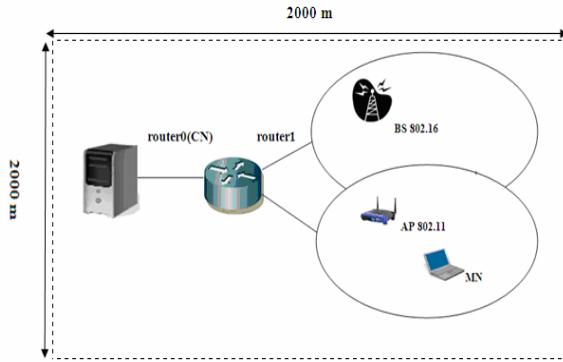 2000 m
BS 802.16
router0(CN)
router1
2000 m
AP 802.11
MN